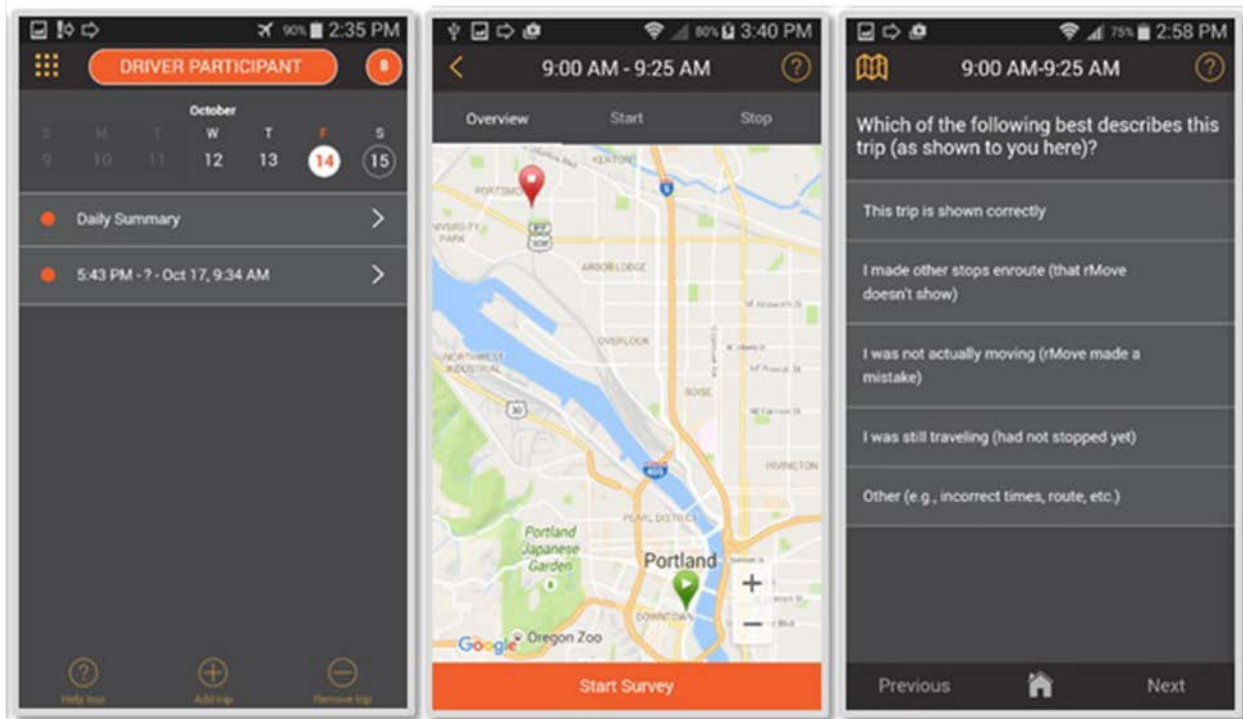 90% 2:35 PM
DRIVER PARTICIPANT
8
October
S M T W T F S
9 10 11 12 13 14 15
Daily Summary
5:43 PM - ? - Oct 17, 9:34 AM
Help tour
Add trip
Remove trip
80% 3:40 PM
9:00 AM - 9:25 AM
?
Overview Start Stop
KENTON
5
PARK
ARBOR LODGE
OVERLOOK
NORTHWEST
INDUSTRIAL
BOISE
30
405
PEARL DISTRICT
Portland
Japanese
Garden
Portland
DOWNTOWN
+
−
Google
Oregon Zoo
Start Survey
75% 2:58 PM
9:00 AM-9:25 AM
?
Which of the following best describes this
trip (as shown to you here)?
This trip is shown correctly
I made other stops enroute (that rMove
doesn't show)
I was not actually moving (rMove made a
mistake)
I was still traveling (had not stopped yet)
Other (e.g., incorrect times, route, etc.)
Previous Next